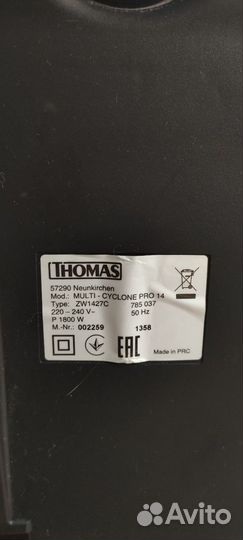 THOMAS
57290 Neunkirchen
Mod.: MULTI - CYCLONE PRO 14
Type: ZW1427C 785 037
220 – 240 V~ 50 Hz
P 1800 W
M.-Nr.: 002259 1358
EAC
Made in PRC
Avito